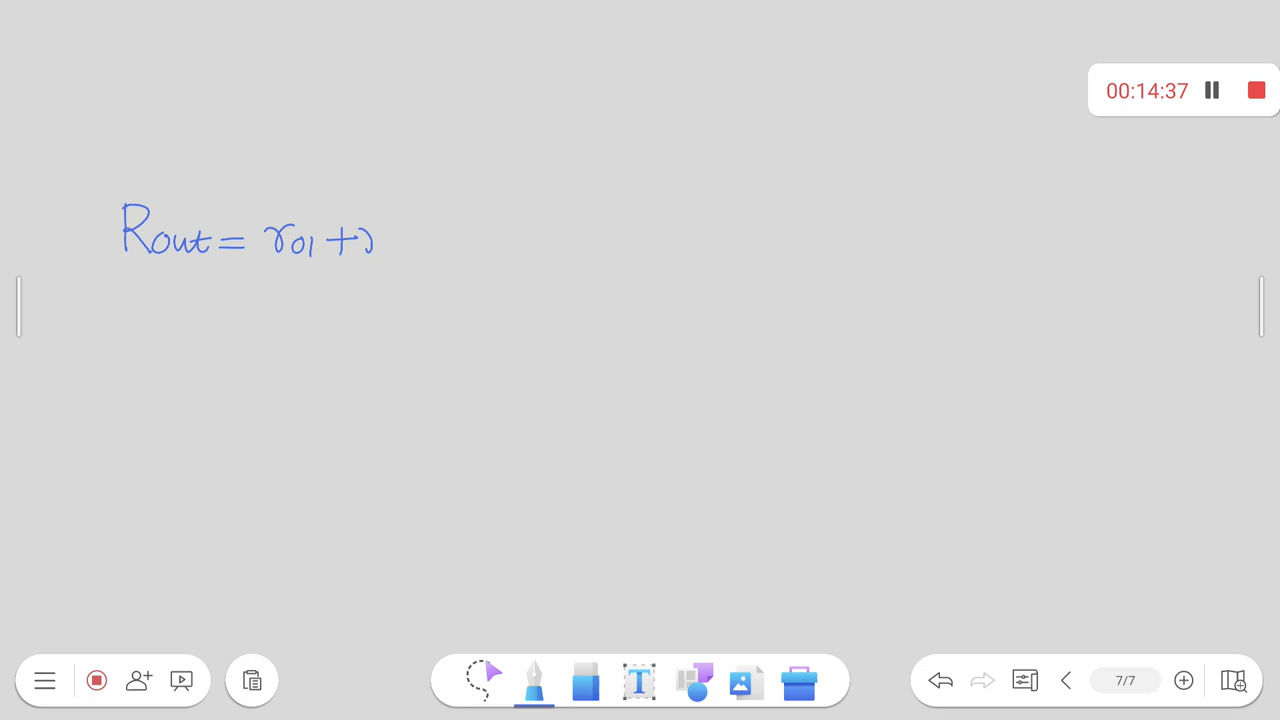 00:14:37
Rout = ro1 +
T
7/7